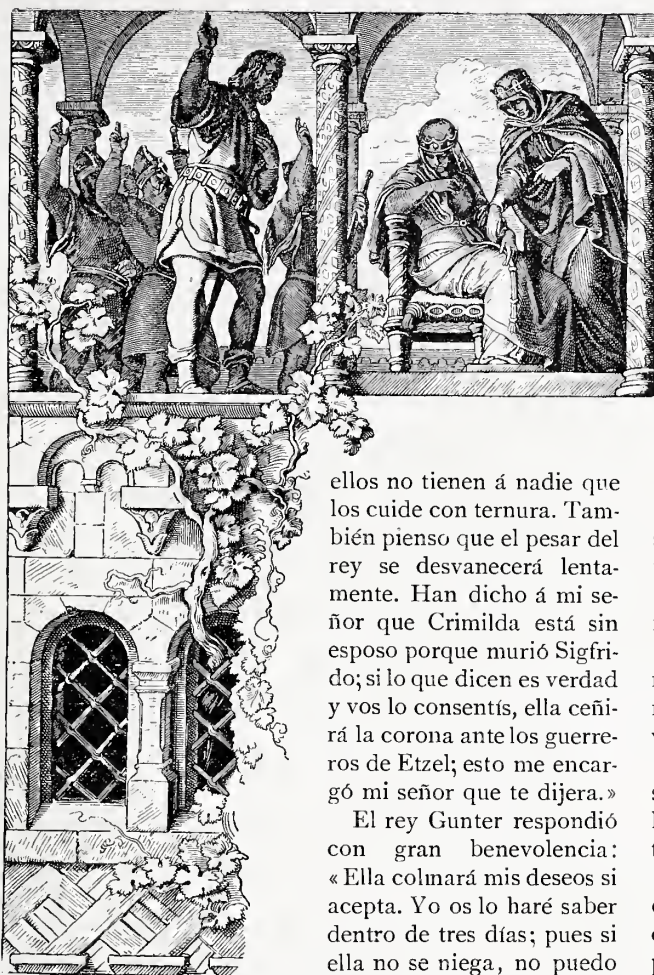 ellos no tienen á nadie que
los cuide con ternura. Tam-
bién pienso que el pesar del
rey se desvanecerá lenta-
mente. Han dicho á mi se-
ñor que Crimilda está sin
esposo porque murió Sigfri-
do; si lo que dicen es verdad
y vos lo consentís, ella ceñi-
rá la corona ante los guerre-
ros de Etzel; esto me encar-
gó mi señor que te dijera.»
El rey Gunter respondió
con gran benevolencia:
«Ella colmará mis deseos si
acepta. Yo os lo haré saber
dentro de tres días; pues si
ella no se niega, no puedo